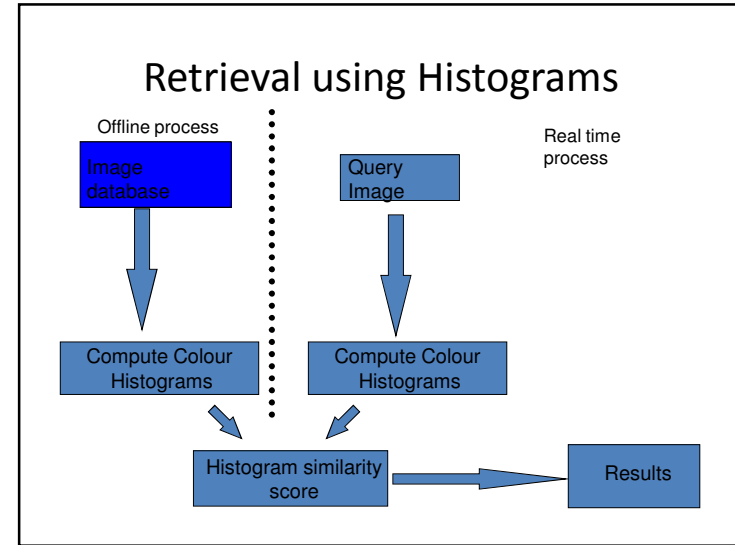 Retrieval using Histograms
Offline process
Real time
process
Image
database
Query
Image
Compute Colour
Histograms
Compute Colour
Histograms
Histogram similarity
score
Results